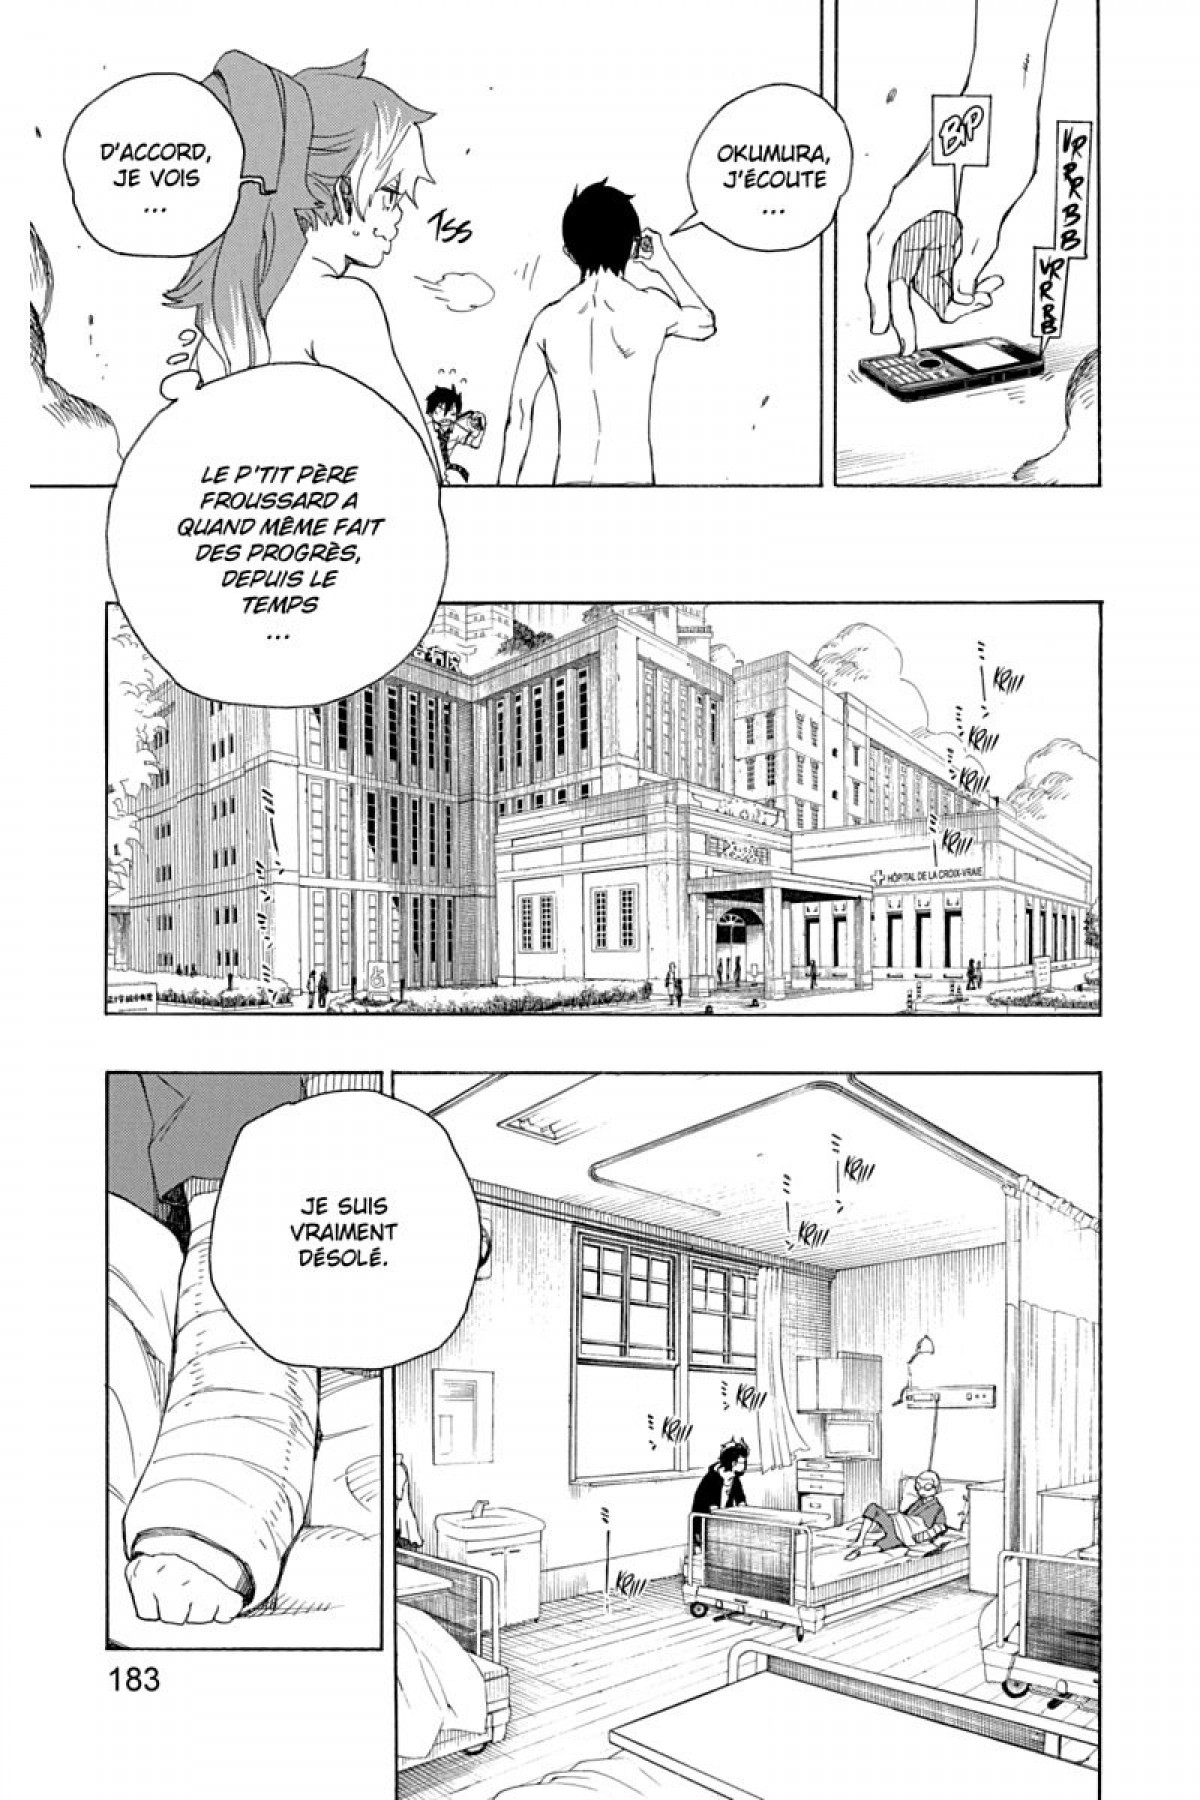 D'ACCORD,
JE VOIS
...
TSS
OKUMURA,
J'ÉCOUTE
...
BIP
VRRRBB
VRRBB
LE P'TIT PÈRE
FROUSSARD A
QUAND MÊME FAIT
DES PROGRÈS,
DEPUIS LE
TEMPS
...
KRIII
KRIII
KRIII
KRIII
HÔPITAL DE LA CROIX-VRAIE
JE SUIS
VRAIMENT
DÉSOLÉ.
KRIII
KRIII
KRIII
KRIII
KRIII
183